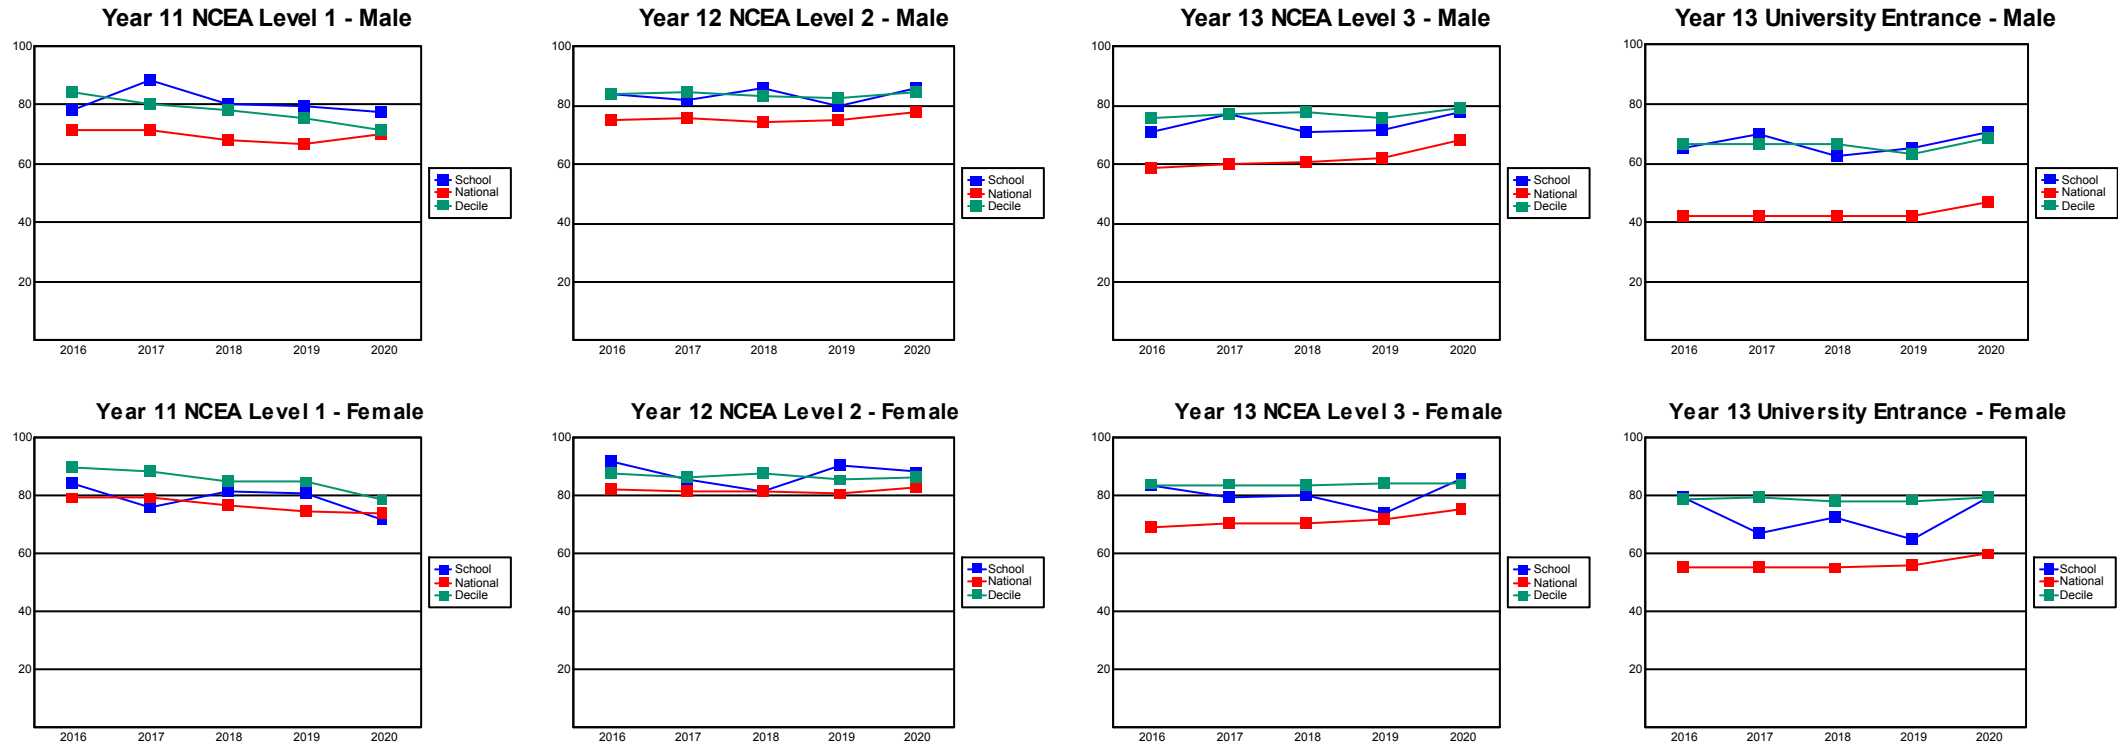 Year 11 NCEA Level 1 - Male
100
80
60
40
20
2016 2017 2018 2019 2020
School
National
Decile
Year 12 NCEA Level 2 - Male
100
80
60
40
20
2016 2017 2018 2019 2020
School
National
Decile
Year 13 NCEA Level 3 - Male
100
80
60
40
20
2016 2017 2018 2019 2020
School
National
Decile
Year 13 University Entrance - Male
100
80
60
40
20
2016 2017 2018 2019 2020
School
National
Decile
Year 11 NCEA Level 1 - Female
100
80
60
40
20
2016 2017 2018 2019 2020
School
National
Decile
Year 12 NCEA Level 2 - Female
100
80
60
40
20
2016 2017 2018 2019 2020
School
National
Decile
Year 13 NCEA Level 3 - Female
100
80
60
40
20
2016 2017 2018 2019 2020
School
National
Decile
Year 13 University Entrance - Female
100
80
60
40
20
2016 2017 2018 2019 2020
School
National
Decile